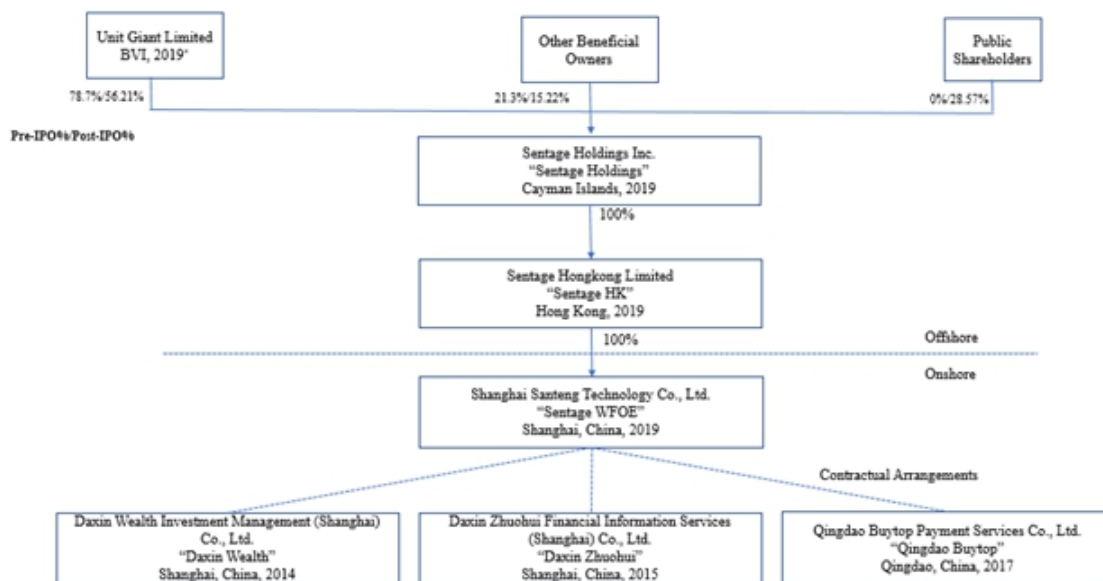 Unit Giant Limited
BVI, 2019*
Other Beneficial
Owners
Public
Shareholders
78.7%/56.21%
21.3%/15.22%
0%/28.57%
Pre-IPO%/Post-IPO%
Sentage Holdings Inc.
“Sentage Holdings”
Cayman Islands, 2019
100%
Sentage Hongkong Limited
“Sentage HK”
Hong Kong, 2019
100%
Offshore
Onshore
Shanghai Santeng Technology Co., Ltd.
“Sentage WFOE”
Shanghai, China, 2019
Contractual Arrangements
Daxin Wealth Investment Management (Shanghai)
Co., Ltd.
“Daxin Wealth”
Shanghai, China, 2014
Daxin Zhuohui Financial Information Services
(Shanghai) Co., Ltd.
“Daxin Zhuohui”
Shanghai, China, 2015
Qingdao Buytop Payment Services Co., Ltd.
“Qingdao Buytop”
Qingdao, China, 2017